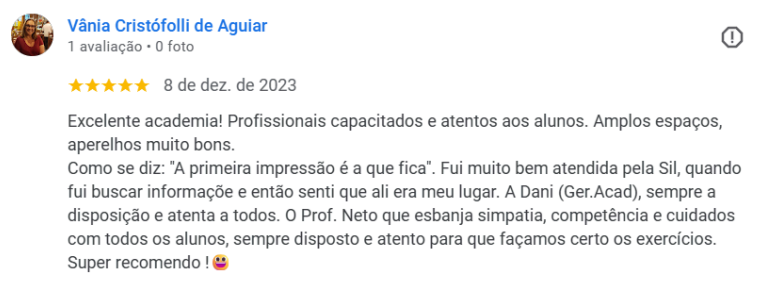 Vânia Cristófolli de Aguiar
1 avaliação • 0 foto
8 de dez. de 2023
Excelente academia! Profissionais capacitados e atentos aos alunos. Amplos espaços,
aperelhos muito bons.
Como se diz: "A primeira impressão é a que fica". Fui muito bem atendida pela Sil, quando
fui buscar informaçõe e então senti que ali era meu lugar. A Dani (Ger.Acad), sempre a
disposição e atenta a todos. O Prof. Neto que esbanja simpatia, competência e cuidados
com todos os alunos, sempre disposto e atento para que façamos certo os exercícios.
Super recomendo !😀